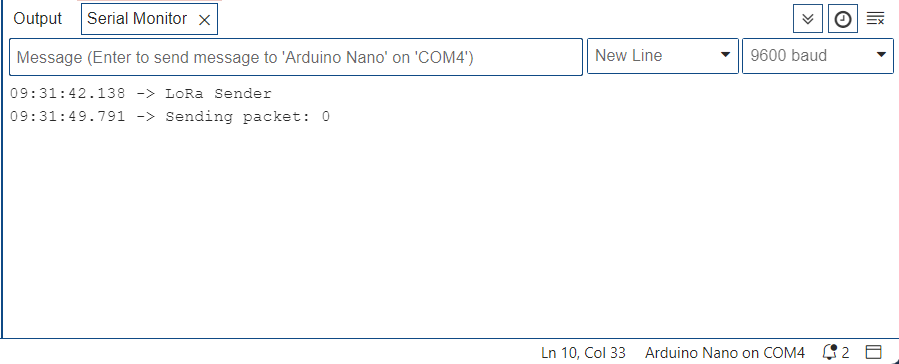 Output Serial Monitor
Message (Enter to send message to 'Arduino Nano' on 'COM4') New Line 9600 baud
09:31:42.138 -> LoRa Sender
09:31:49.791 -> Sending packet: 0
Ln 10, Col 33 Arduino Nano on COM4 2